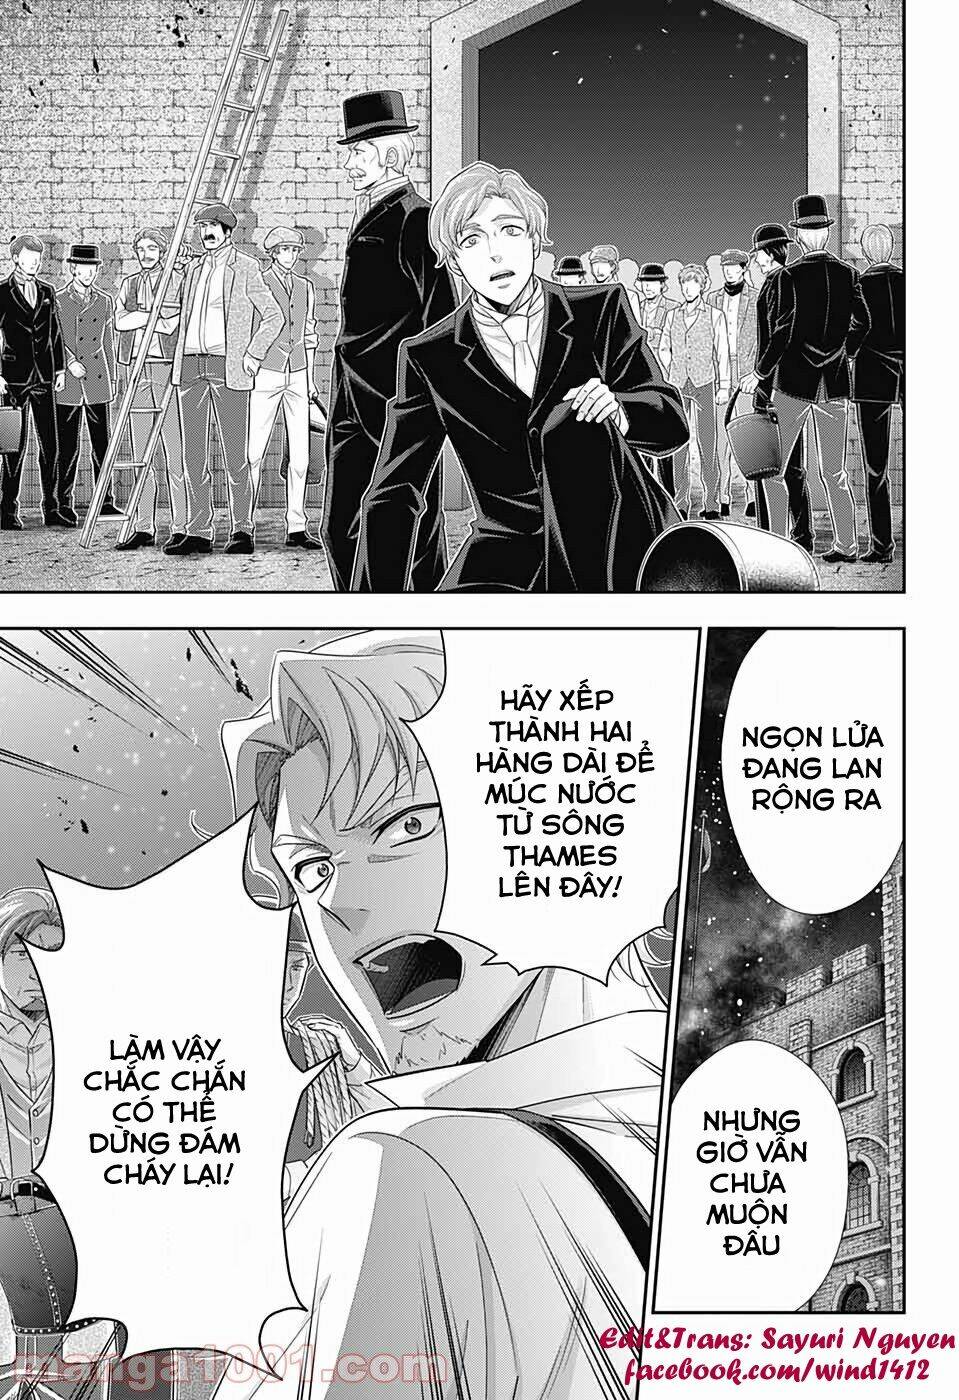 NGỌN LỬA
ĐANG LAN
RỘNG RA
NHƯNG
GIỜ VẪN
CHƯA
MUỘN
ĐÂU
HÃY XẾP
THÀNH HAI
HÀNG DÀI ĐỂ
MÚC NƯỚC
TỪ SÔNG
THAMES
LÊN ĐÂY!
LÀM VẬY
CHẮC CHẮN
CÓ THỂ
DỪNG ĐÁM
CHÁY LẠI!
Edit&Trans: Sayuri Nguyen
facebook.com/wind1412
manga1001.com